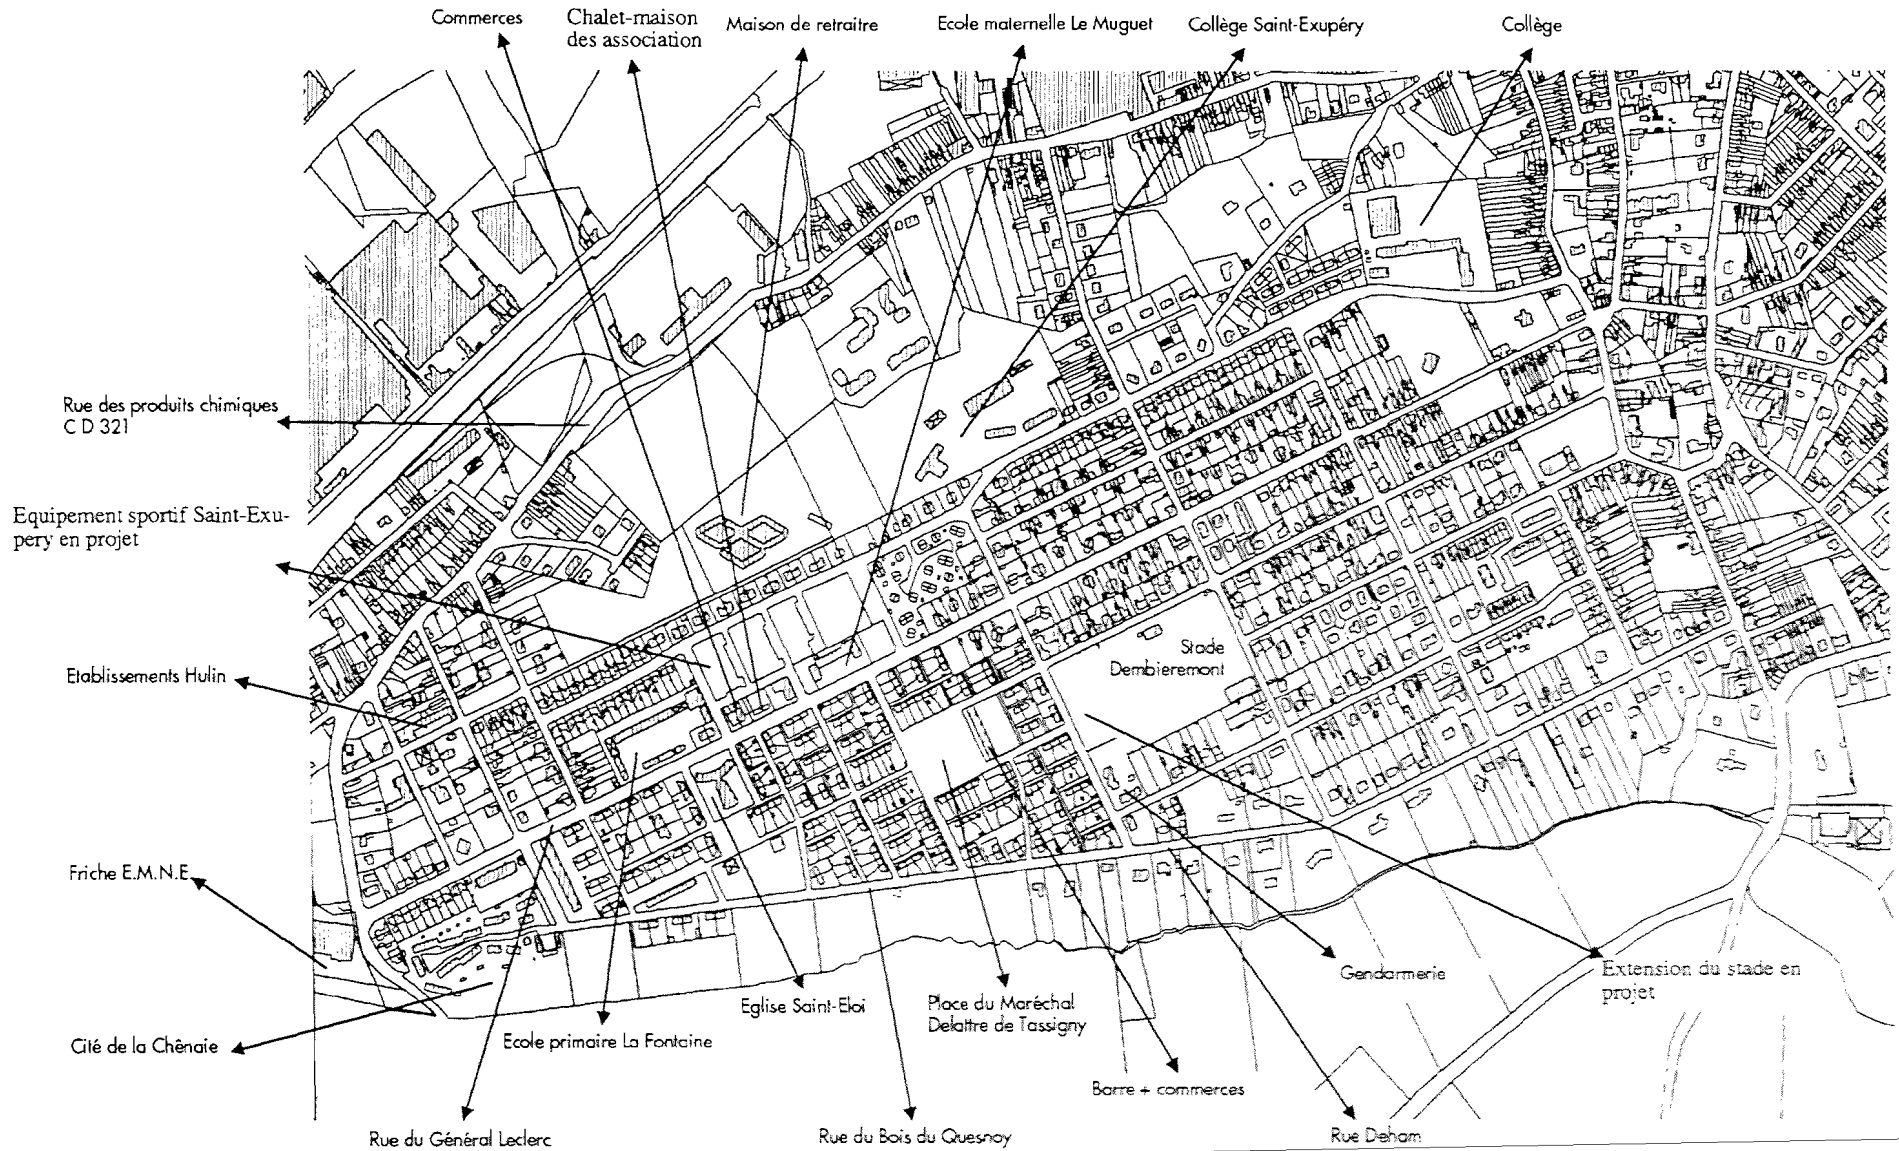 Commerces
Chalet-maison
des association
Maison de retraitre
Ecole maternelle Le Muguet
Collège Saint-Exupéry
Collège
Rue des produits chimiques
C D 321
Equipement sportif Saint-Exu-
pery en projet
Etablissements Hulin
Stade
Dembieremont
Friche E.M.N.E.
Cité de la Chênaie
Rue du Général Leclerc
Ecole primaire La Fontaine
Eglise Saint-Eloi
Rue du Bois du Quesnoy
Place du Maréchal
Delattre de Tassigny
Barre + commerces
Gendarmerie
Rue Deham
Extension du stade en
projet